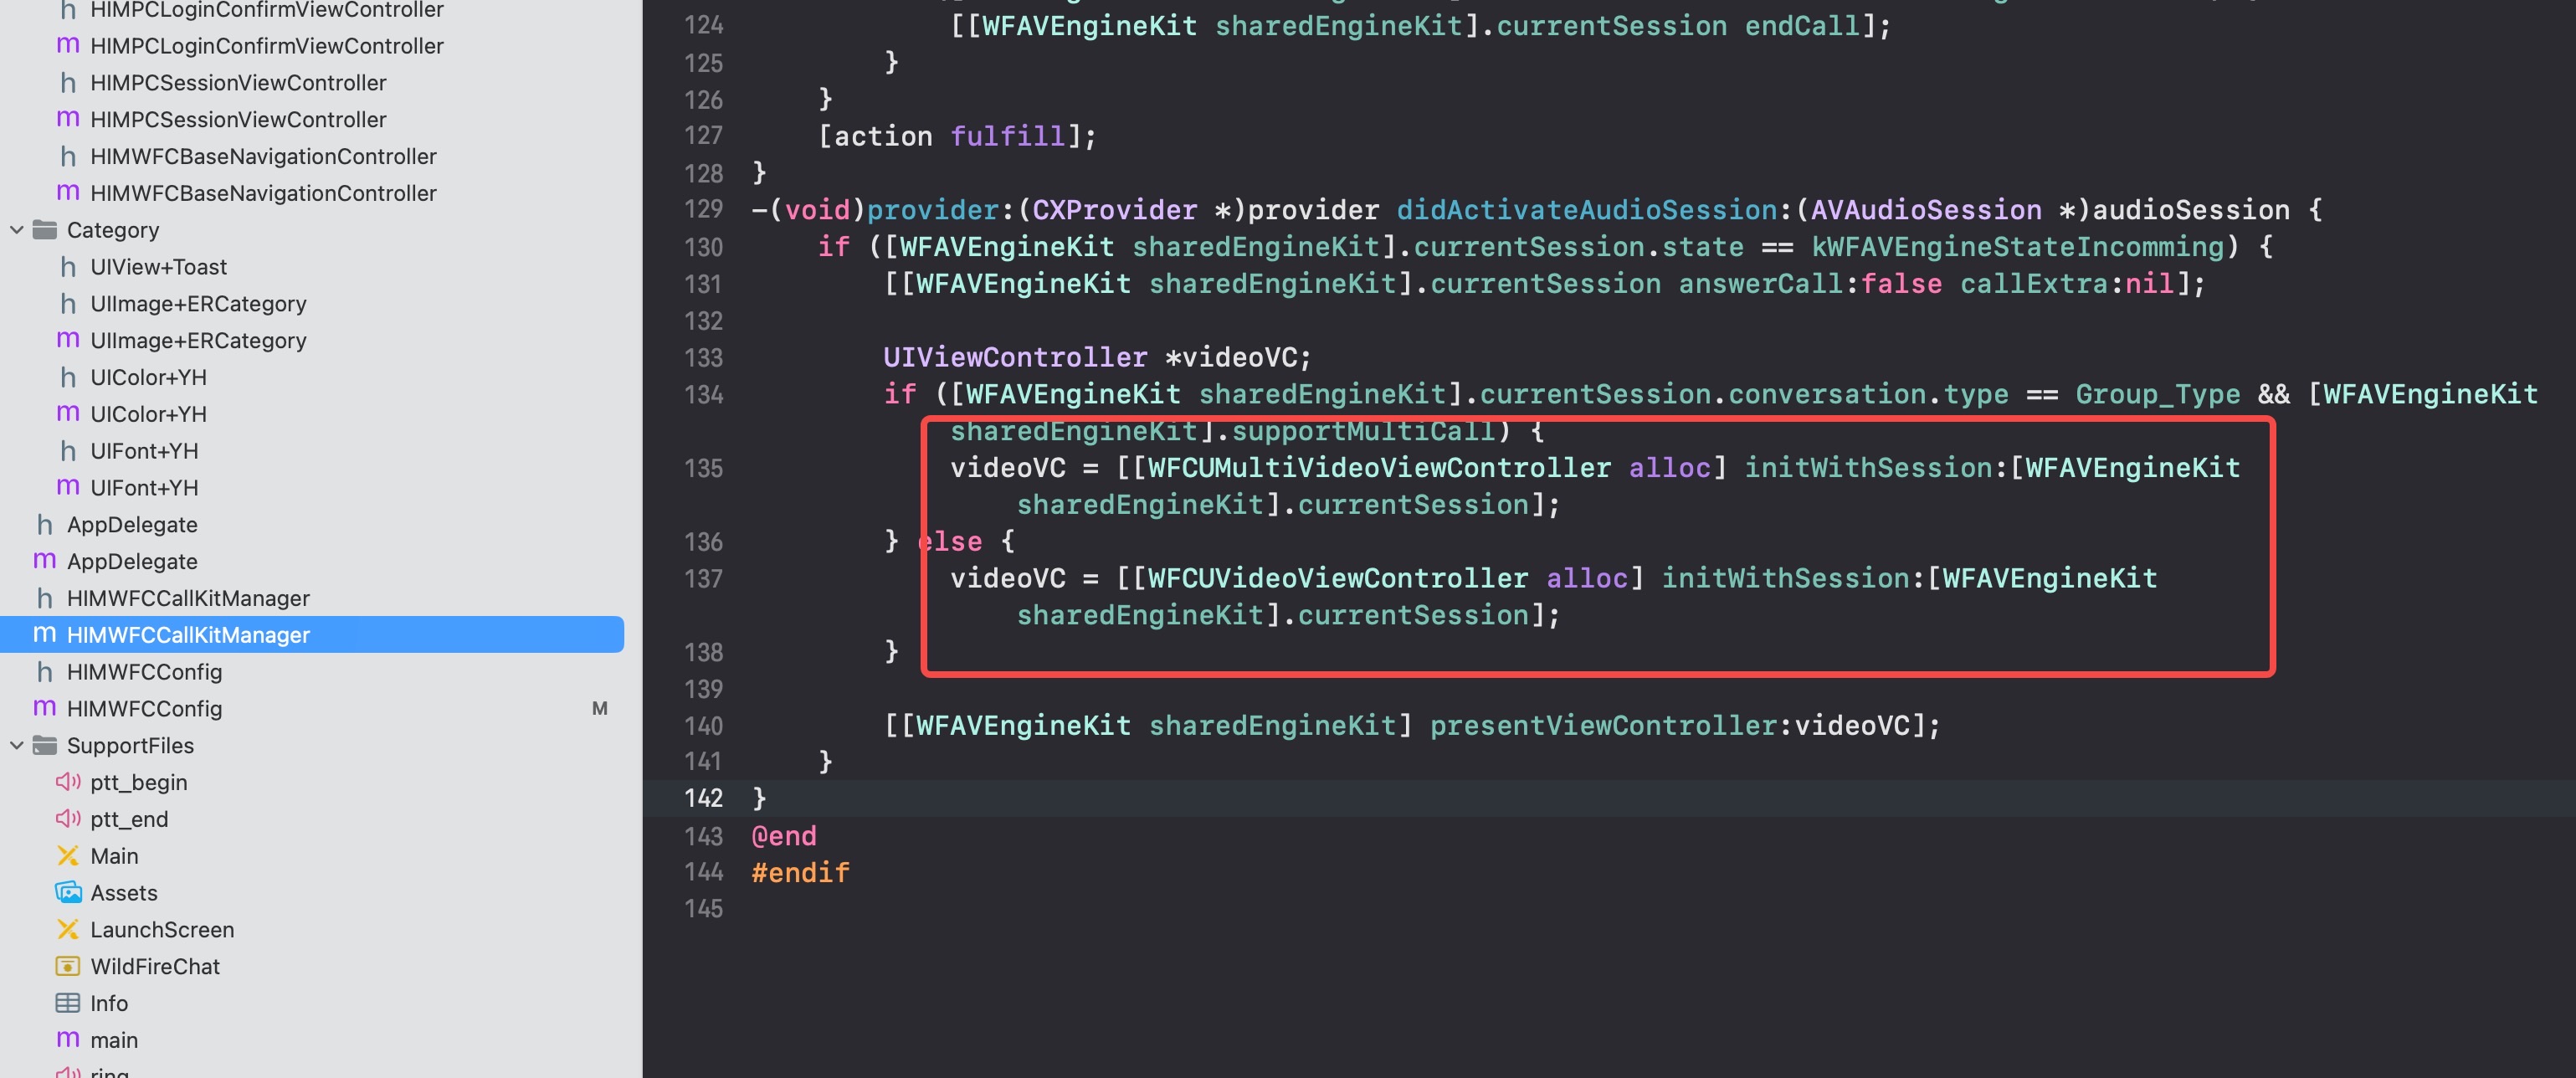 HIMPCLoginConfirmViewController
HIMPCLoginConfirmViewController
HIMPCSessionViewController
HIMPCSessionViewController
HIMWFCBaseNavigationController
HIMWFCBaseNavigationController
Category
UIView+Toast
UIImage+ERCategory
UIImage+ERCategory
UIColor+YH
UIColor+YH
UIFont+YH
UIFont+YH
AppDelegate
AppDelegate
HIMWFCCallKitManager
HIMWFCCallKitManager
HIMWFCConfig
HIMWFCConfig M
SupportFiles
ptt_begin
ptt_end
Main
Assets
LaunchScreen
WildFireChat
Info
main
ring
124 [[WFAVEngineKit sharedEngineKit].currentSession endCall];
125 }
126 }
127 [action fulfill];
128 }
129 -(void)provider:(CXProvider *)provider didActivateAudioSession:(AVAudioSession *)audioSession {
130 if ([WFAVEngineKit sharedEngineKit].currentSession.state == kWFAVEngineStateIncomming) {
131 [[WFAVEngineKit sharedEngineKit].currentSession answerCall:false callExtra:nil];
132
133 UIViewController *videoVC;
134 if ([WFAVEngineKit sharedEngineKit].currentSession.conversation.type == Group_Type && [WFAVEngineKit
sharedEngineKit].supportMultiCall) {
135 videoVC = [[WFCUMultiVideoViewController alloc] initWithSession:[WFAVEngineKit
sharedEngineKit].currentSession];
136 } else {
137 videoVC = [[WFCUVideoViewController alloc] initWithSession:[WFAVEngineKit
sharedEngineKit].currentSession];
138 }
139
140 [[WFAVEngineKit sharedEngineKit] presentViewController:videoVC];
141 }
142 }
143 @end
144 #endif
145